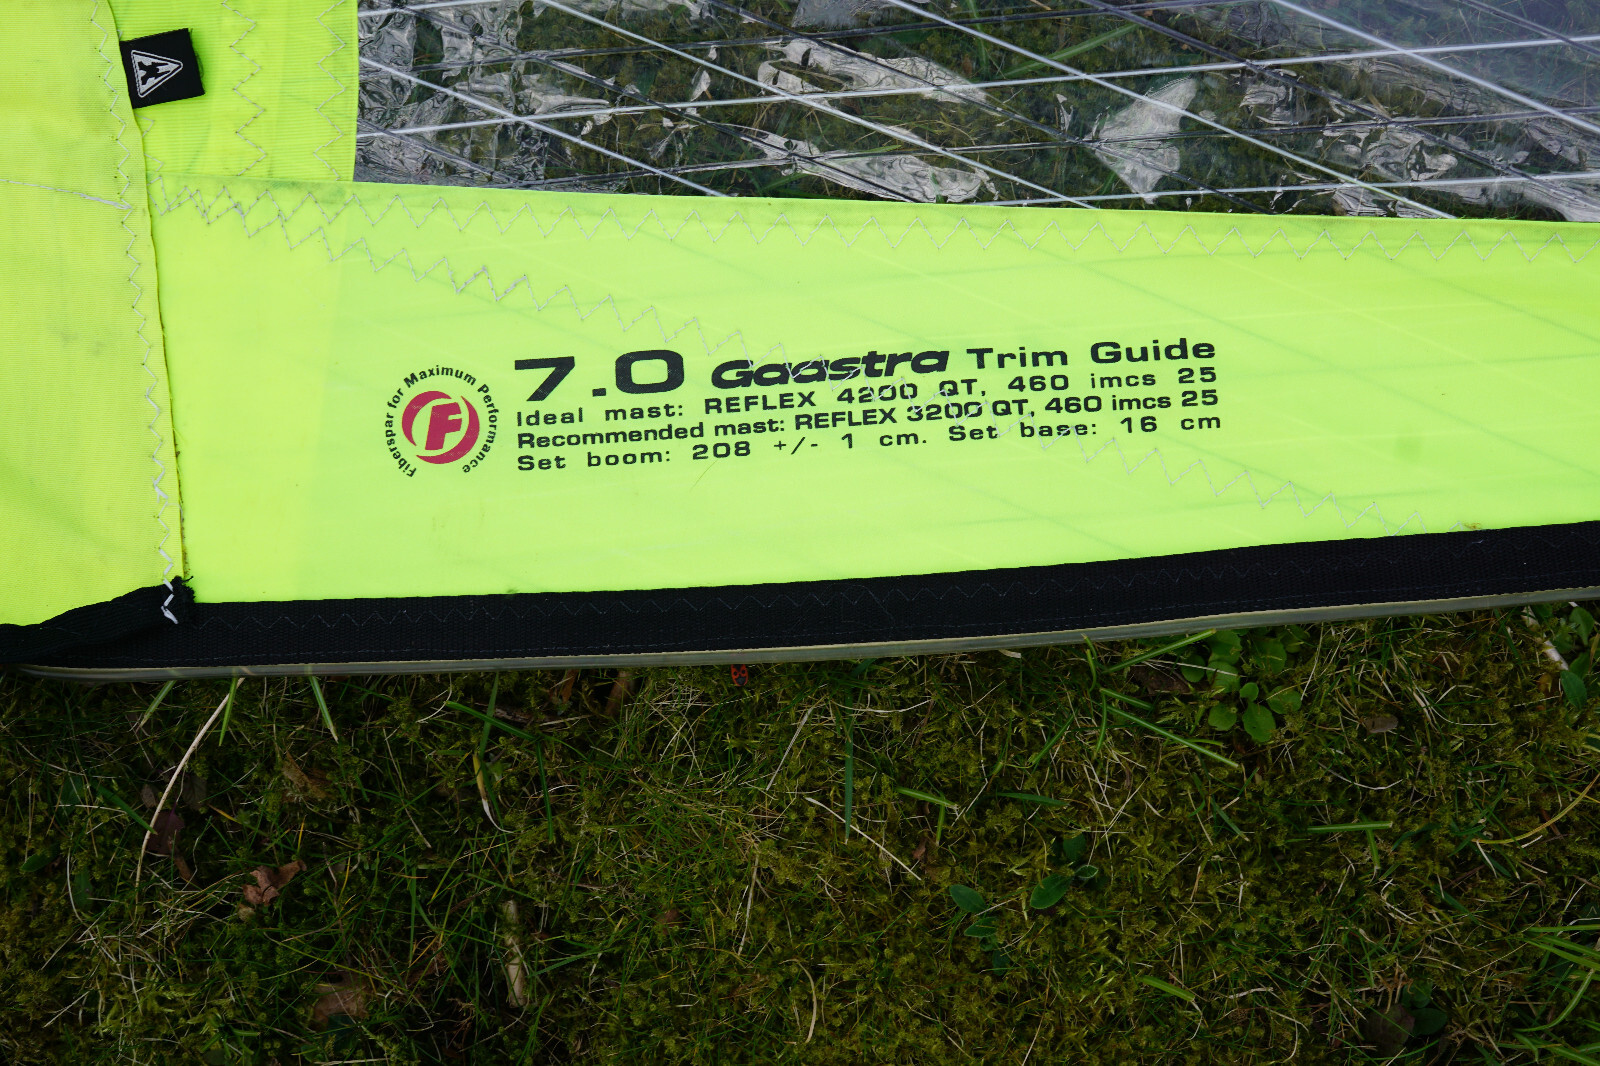 7.0 Gaastra Trim Guide
Ideal mast: REFLEX 4200 QT, 460 imcs 25
Recommended mast: REFLEX 3200 QT, 460 imcs 25
Set boom: 208 +/- 1 cm. Set base: 16 cm
Fiberspar for Maximum Performance
F